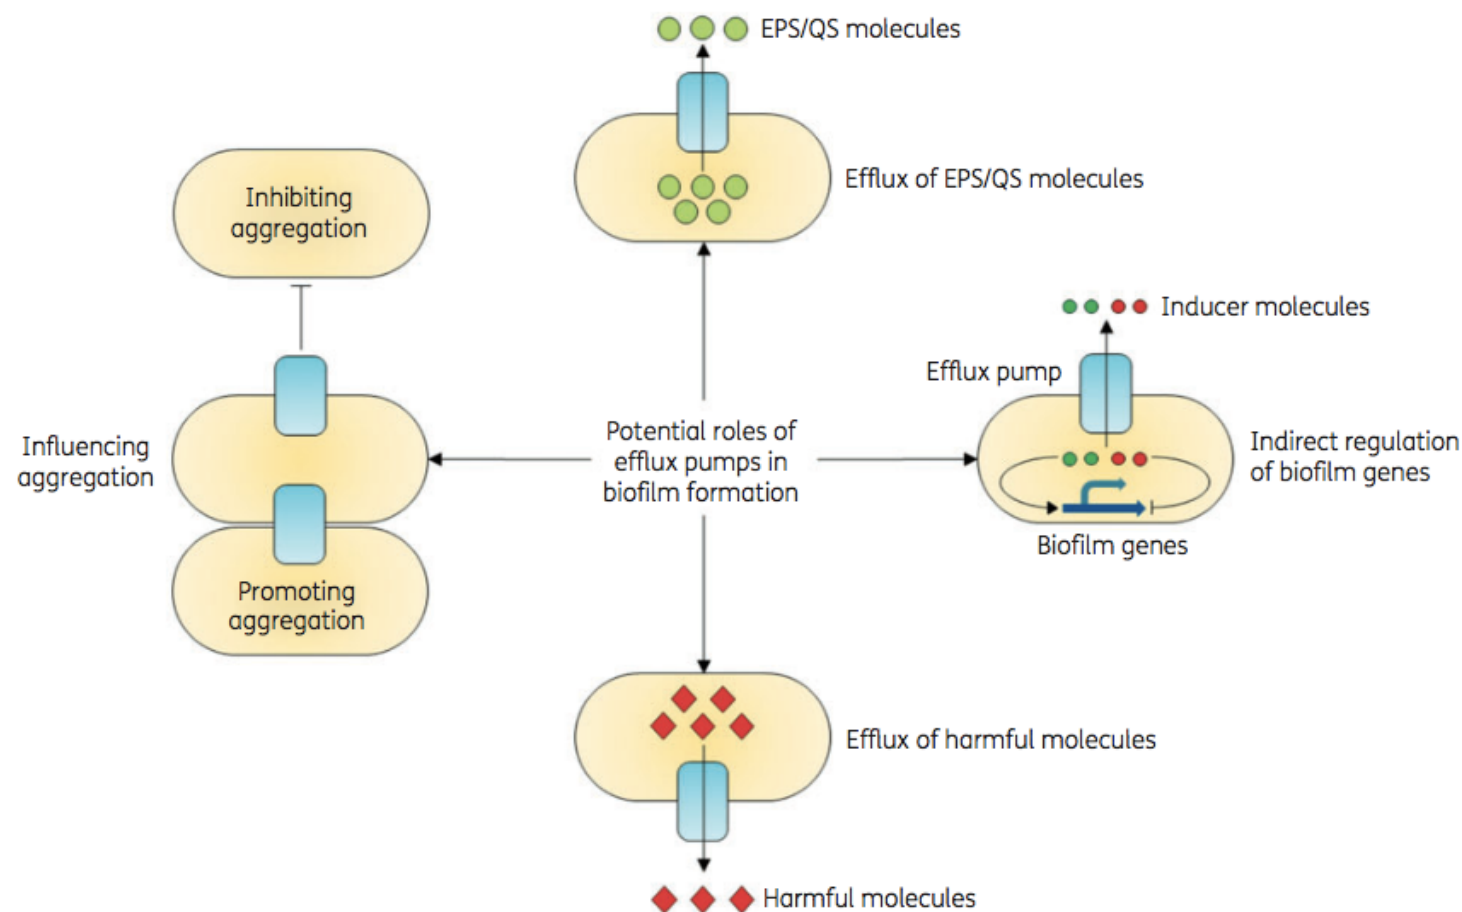 EPS/QS molecules
Efflux of EPS/QS molecules
Inhibiting
aggregation
Inducer molecules
Efflux pump
Influencing
aggregation
Potential roles of
efflux pumps in
biofilm formation
Indirect regulation
of biofilm genes
Biofilm genes
Promoting
aggregation
Efflux of harmful molecules
Harmful molecules